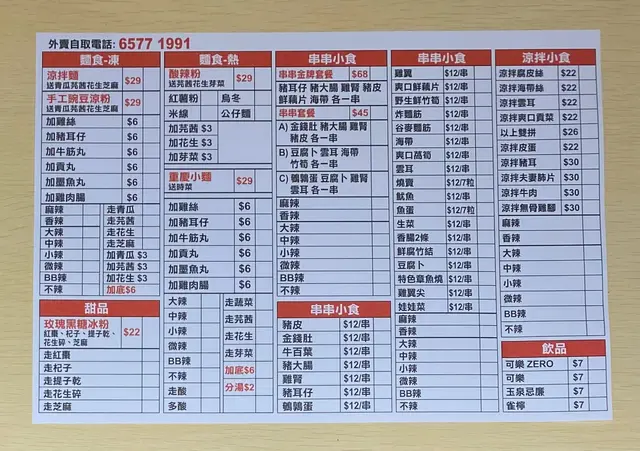 外賣自取電話: 6577 1991
麵食-凍
涼拌麵 $29
送青瓜芫茜花生芝麻
手工豌豆涼粉 $29
送青瓜芫茜花生芝麻
加雞絲 $6
加豬耳仔 $6
加牛筋丸 $6
加貢丸 $6
加墨魚丸 $6
加雞肉腸 $6
麻辣 走青瓜
香辣 走芫茜
大辣 走花生
中辣 走芝麻
小辣 加青瓜 $3
微辣 加芫茜 $3
BB辣 加花生 $3
不辣 加底$6
甜品
玫瑰黑糖冰粉 $22
紅棗、杞子、提子乾、
花生碎、芝麻
走紅棗
走杞子
走提子乾
走花生碎
走芝麻
麵食-熱
酸辣粉 $29
送芫茜花生芽菜
紅薯粉 烏冬
米線 公仔麵
加芫茜 $3
加花生 $3
加芽菜 $3
重慶小麵 $29
送時菜
加雞絲 $6
加豬耳仔 $6
加牛筋丸 $6
加貢丸 $6
加墨魚丸 $6
加雞肉腸 $6
大辣 走蔬菜
中辣 走芫茜
小辣 走花生
微辣 走芽菜
BB辣
不辣 加底$6
走酸 分湯$2
多酸
串串小食
串串金牌套餐 $68
豬耳仔 豬大腸 雞腎 豬皮
鮮腐片 海帶 各一串
串串套餐 $45
A) 金錢肚 豬大腸 雞腎
豬皮 各一串
B) 豆腐卜 雲耳 海帶
竹筍 各一串
C) 鵪鶉蛋 豆腐卜 雞腎
雲耳 各一串
麻辣
香辣
大辣
中辣
小辣
微辣
BB辣
不辣
串串小食
豬皮 $12/串
金錢肚 $12/串
牛百葉 $12/串
豬大腸 $12/串
雞腎 $12/串
豬耳仔 $12/串
鵪鶉蛋 $12/串
串串小食
雞翼 $12/串
爽口鮮腐片 $12/串
野生鮮竹筍 $12/串
炸麵筋 $12/串
谷麥麵筋 $12/串
海帶 $12/串
爽口萵筍 $12/串
雲耳 $12/串
燒賣 $12/7粒
魷魚 $12/串
魚蛋 $12/7粒
生菜 $12/串
香腸2條 $12/串
鮮腐竹結 $12/串
豆腐卜 $12/串
特色章魚燒 $12/串
雞翼尖 $12/串
娃娃菜 $12/串
麻辣
香辣
大辣
中辣
小辣
微辣
BB辣
不辣
涼拌小食
涼拌腐皮絲 $22
涼拌海帶絲 $22
涼拌雲耳 $22
涼拌爽口貢菜 $22
以上雙拼 $26
涼拌皮蛋 $22
涼拌豬耳 $30
涼拌夫妻肺片 $30
涼拌牛肉 $30
涼拌無骨雞腳 $30
麻辣
香辣
大辣
中辣
小辣
微辣
BB辣
不辣
飲品
可樂 ZERO $7
可樂 $7
玉泉忌廉 $7
雀檸 $7